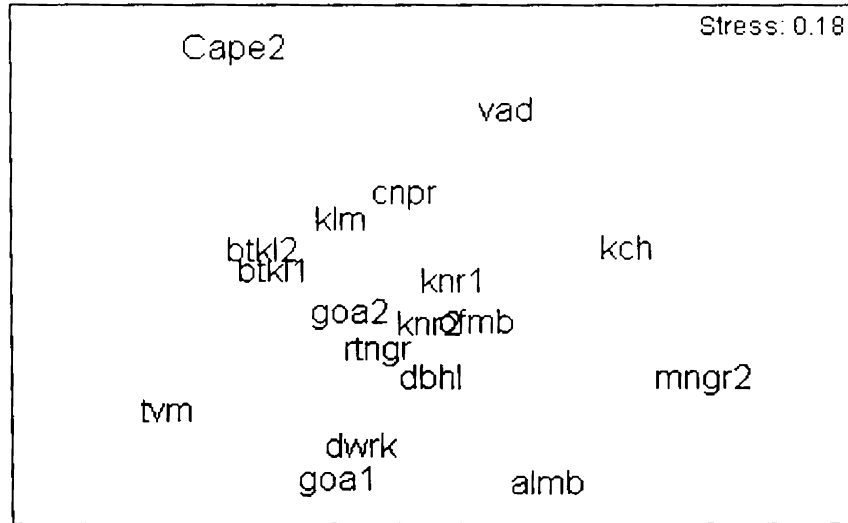 Stress: 0.18
Cape2
vad
cnpr
klm
btkl2
kch
btkl1
knr1
goa2
knr2
ofmb
rtngr
dbhl
mngr2
tvm
dwrk
goa1
almb